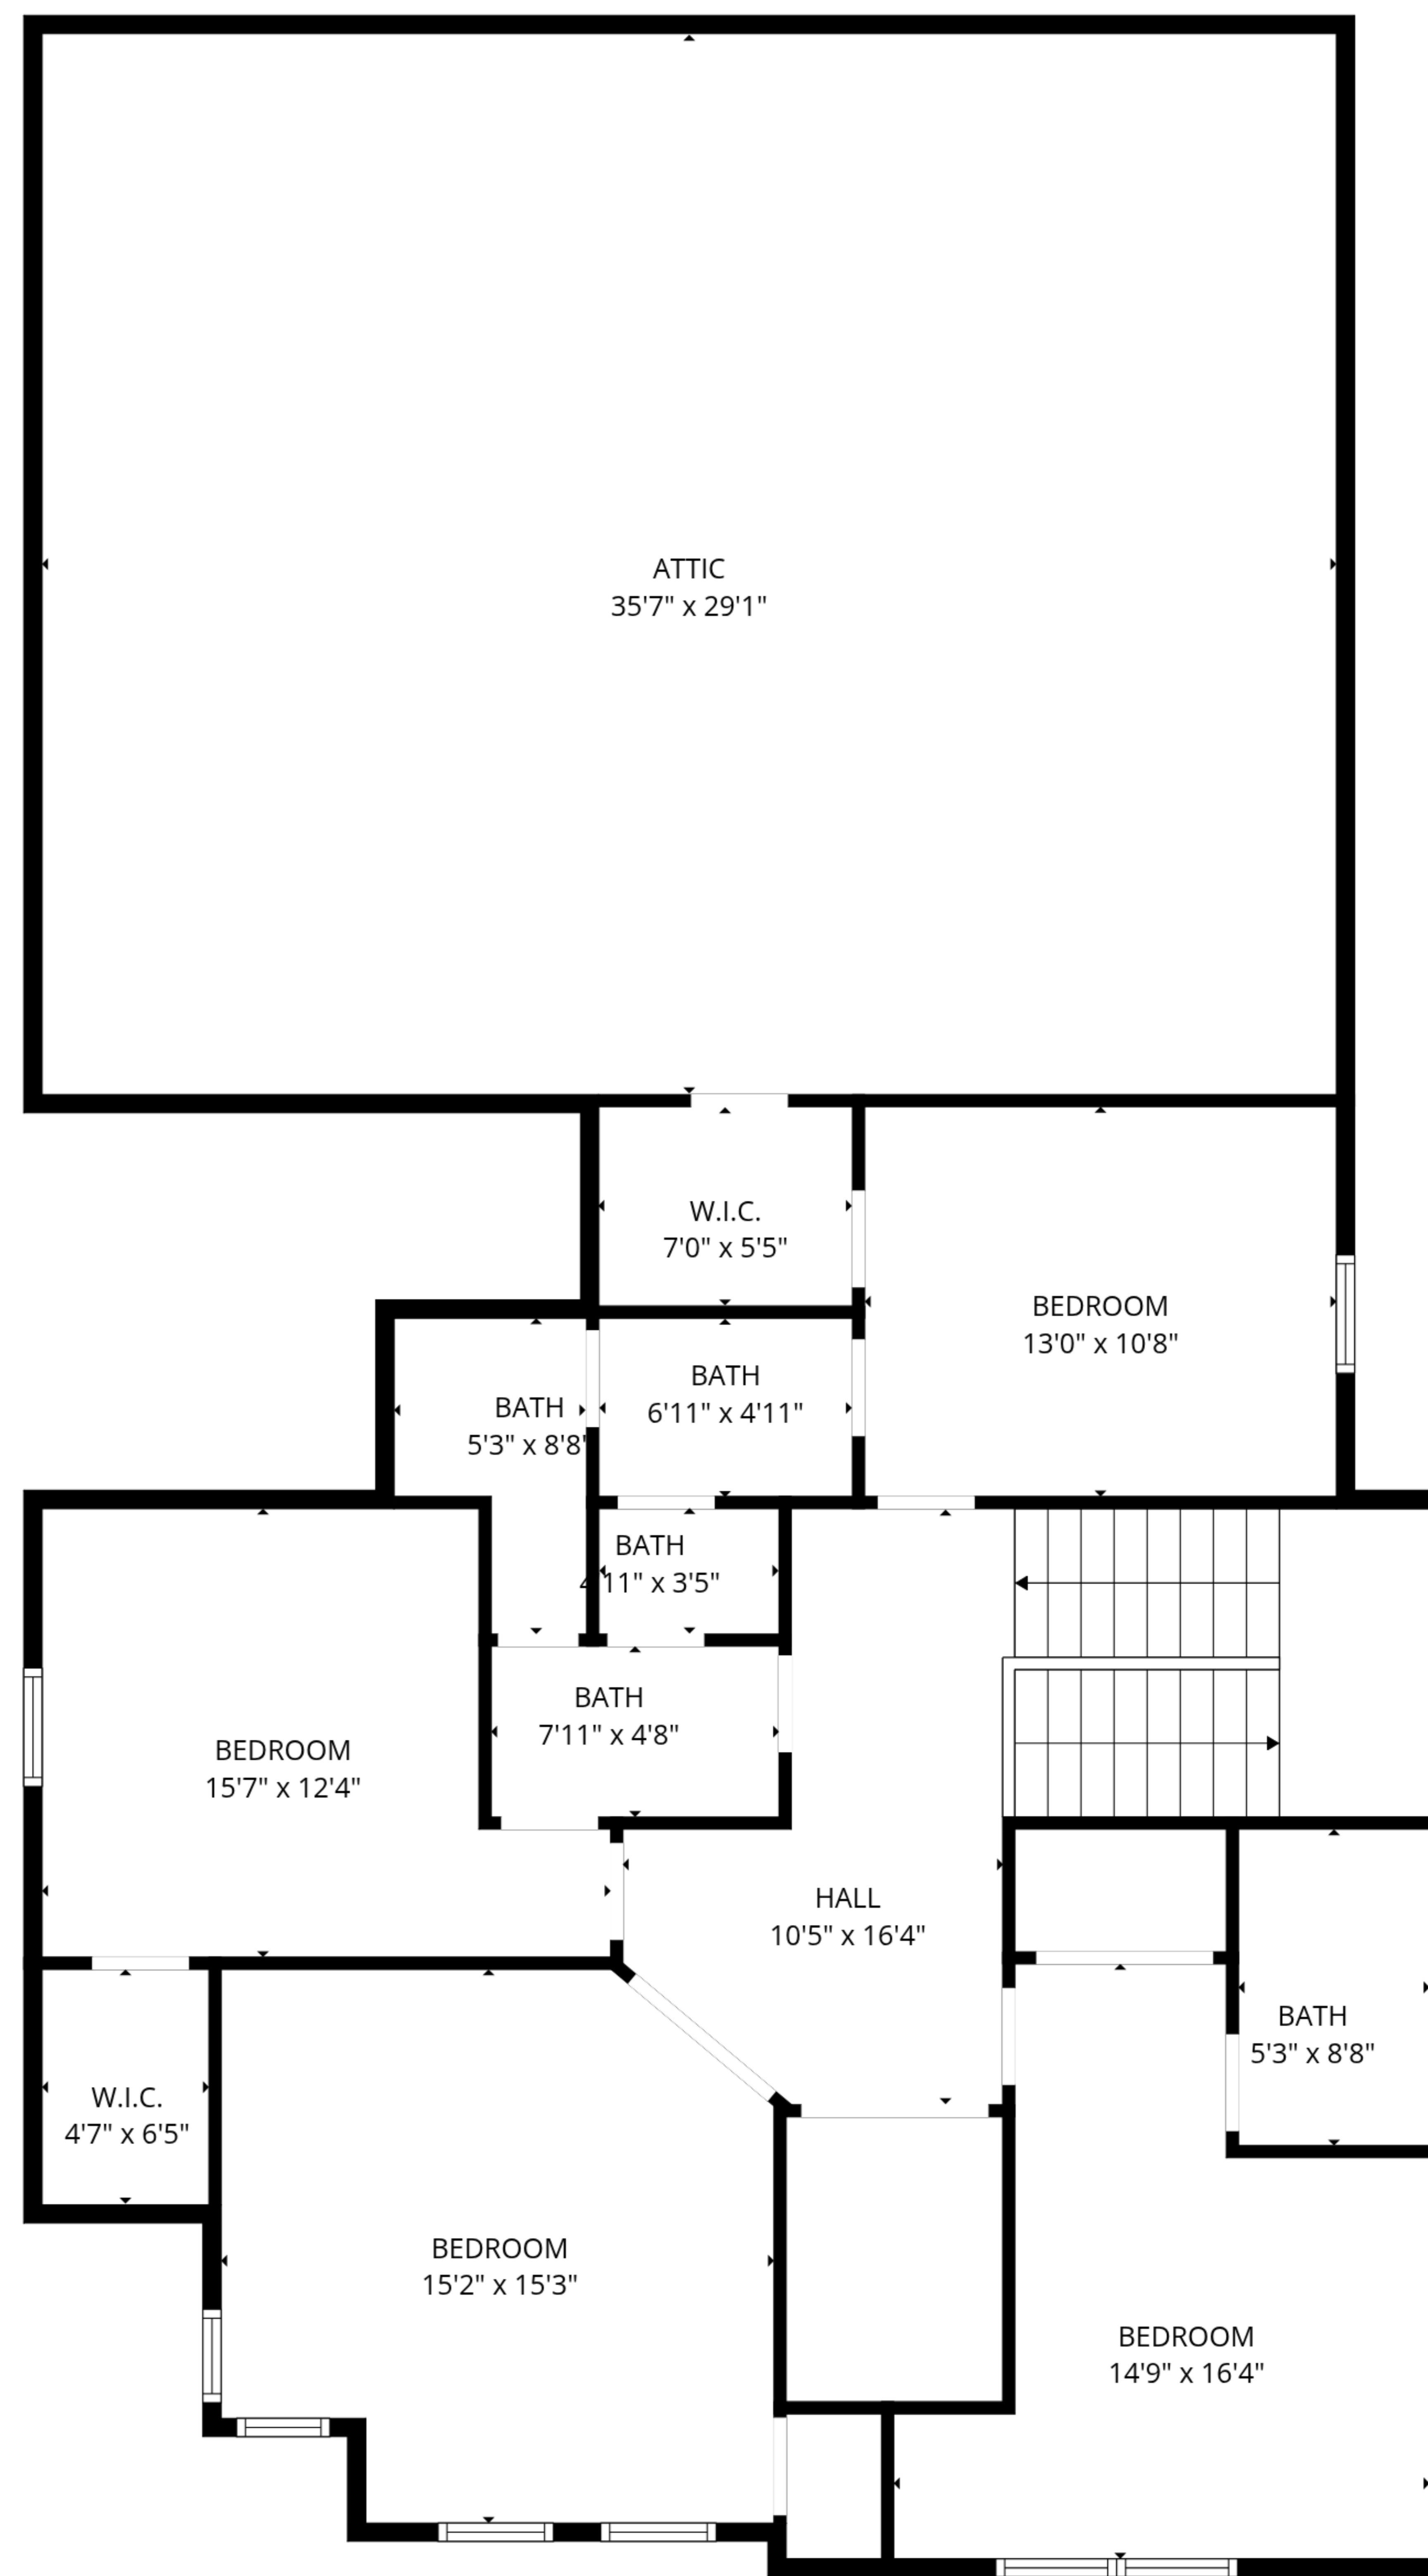 ATTIC
35'7" x 29'1"
W.I.C.
7'0" x 5'5"
BEDROOM
13'0" x 10'8"
BATH
6'11" x 4'11"
BATH
5'3" x 8'8"
BATH
4'11" x 3'5"
BATH
7'11" x 4'8"
BEDROOM
15'7" x 12'4"
HALL
10'5" x 16'4"
BATH
5'3" x 8'8"
W.I.C.
4'7" x 6'5"
BEDROOM
15'2" x 15'3"
BEDROOM
14'9" x 16'4"